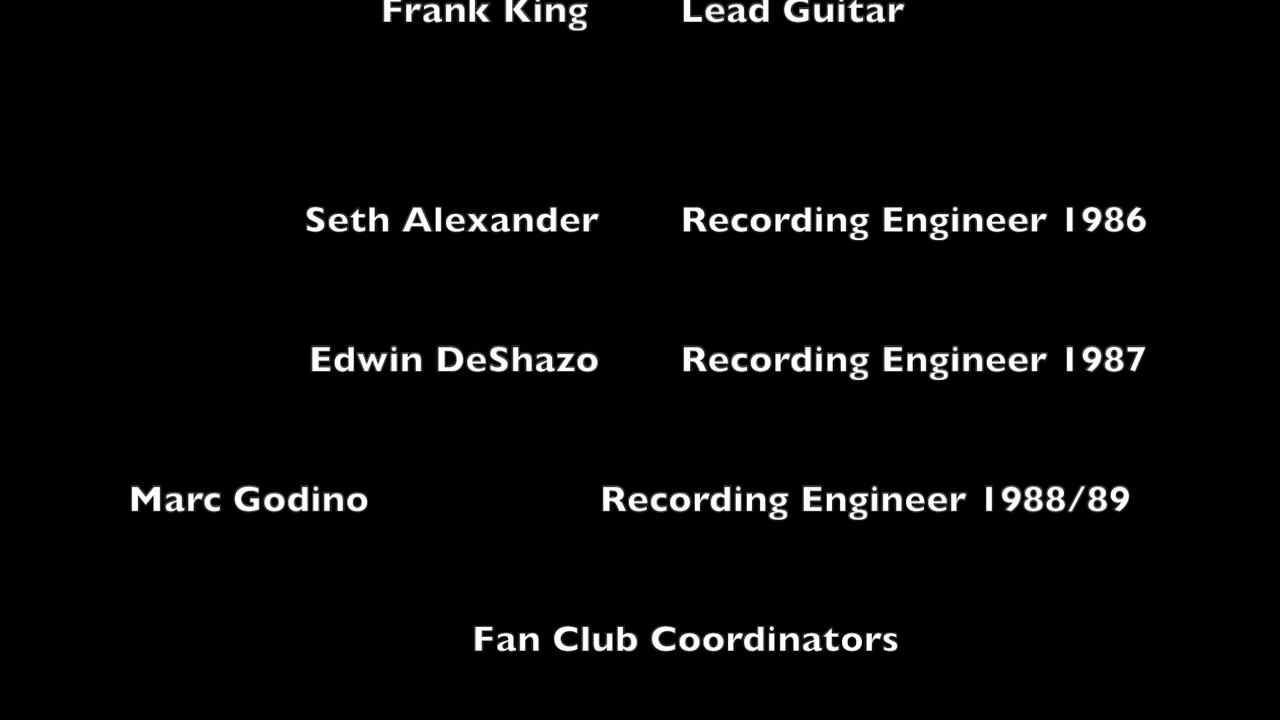 Frank King Lead Guitar
Seth Alexander Recording Engineer 1986
Edwin DeShazo Recording Engineer 1987
Marc Godino Recording Engineer 1988/89
Fan Club Coordinators